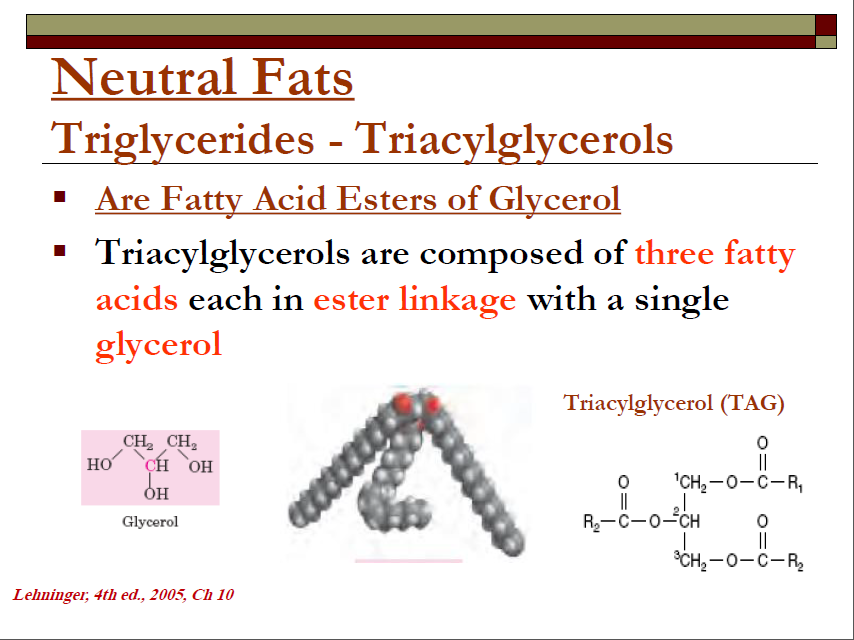 Neutral Fats
Triglycerides - Triacylglycerols
Are Fatty Acid Esters of Glycerol
Triacylglycerols are composed of three fatty
acids each in ester linkage with a single
glycerol
CH₂ CH₂
HO CH OH
OH
Glycerol
Triacylglycerol (TAG)
O
O ¹CH₂–O–C–R₁
R₂–C–O–²CH O
³CH₂–O–C–R₂
Lehninger, 4th ed., 2005, Ch 10